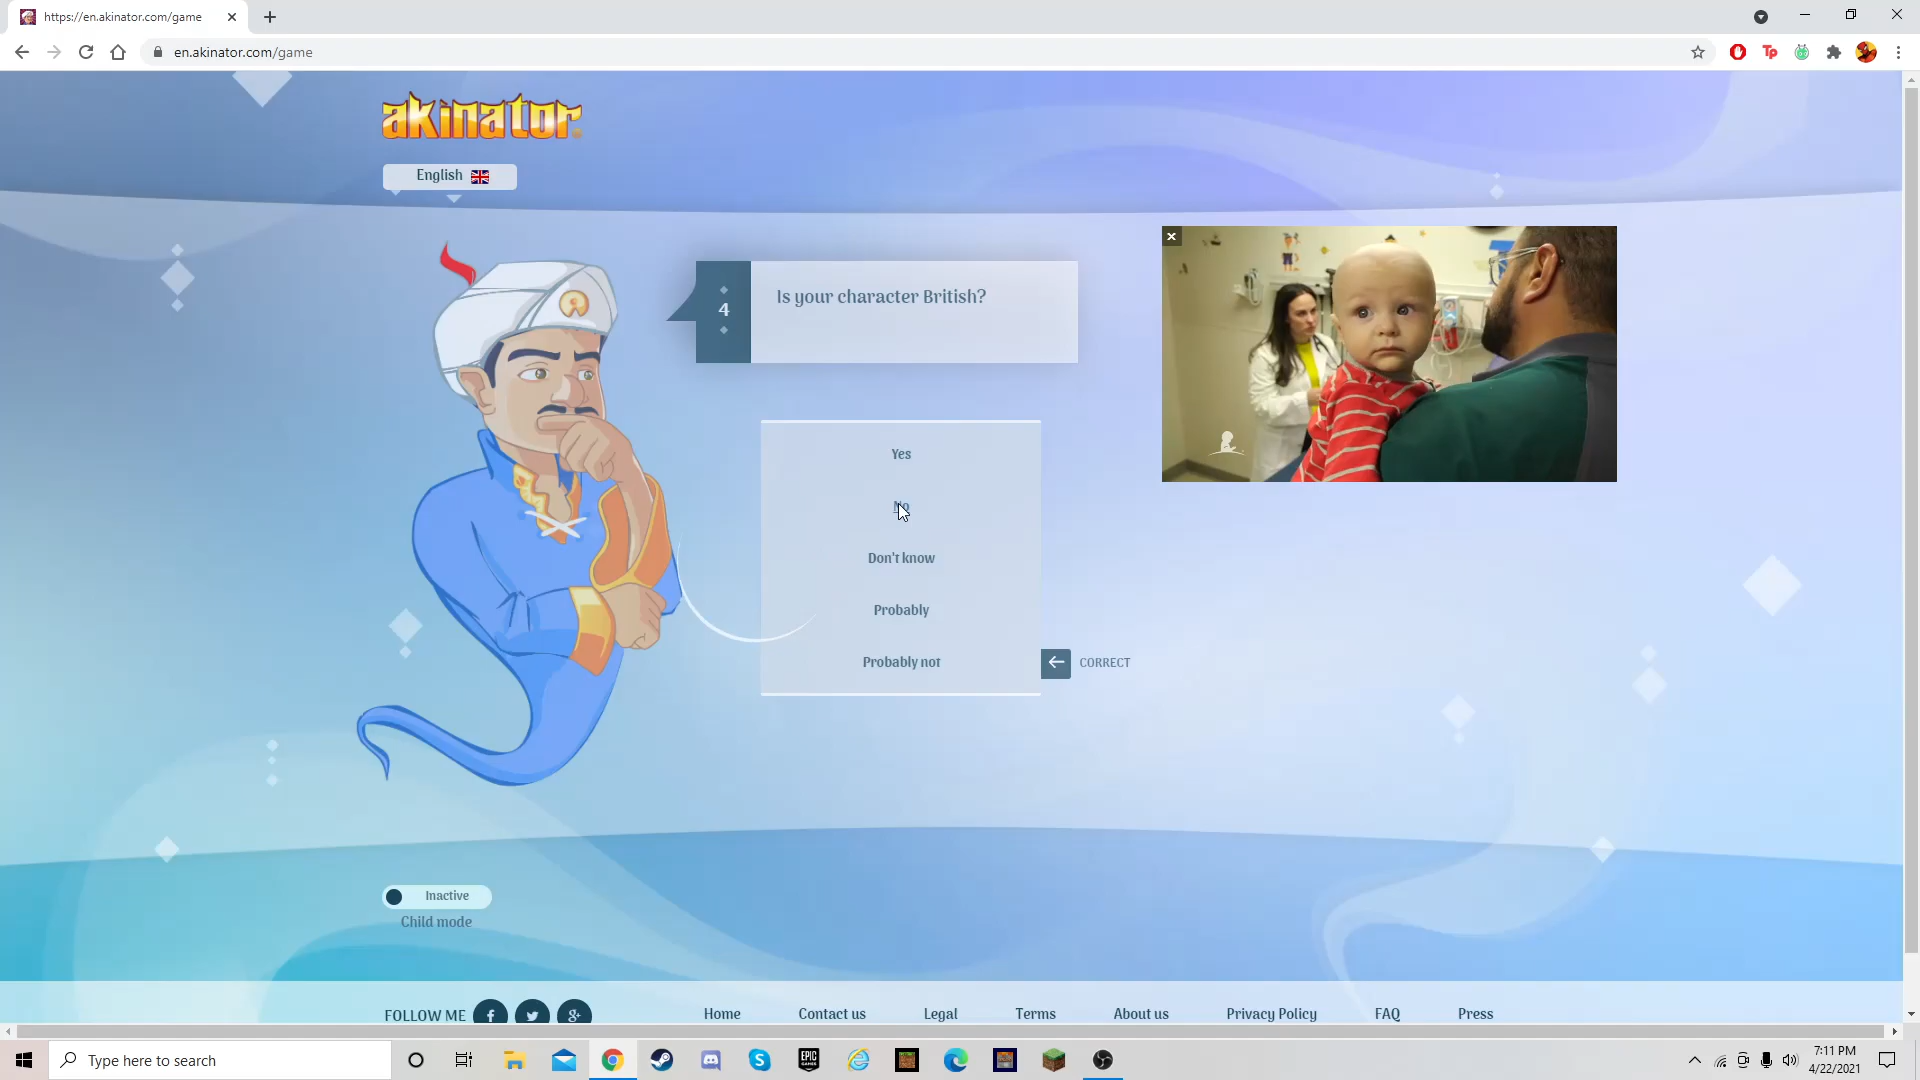 https://en.akinator.com/game
en.akinator.com/game
akinator
English
4
Is your character British?
Yes
No
Don't know
Probably
Probably not
CORRECT
Inactive
Child mode
FOLLOW ME
Home
Contact us
Legal
Terms
About us
Privacy Policy
FAQ
Press
Type here to search
7:11 PM
4/22/2021